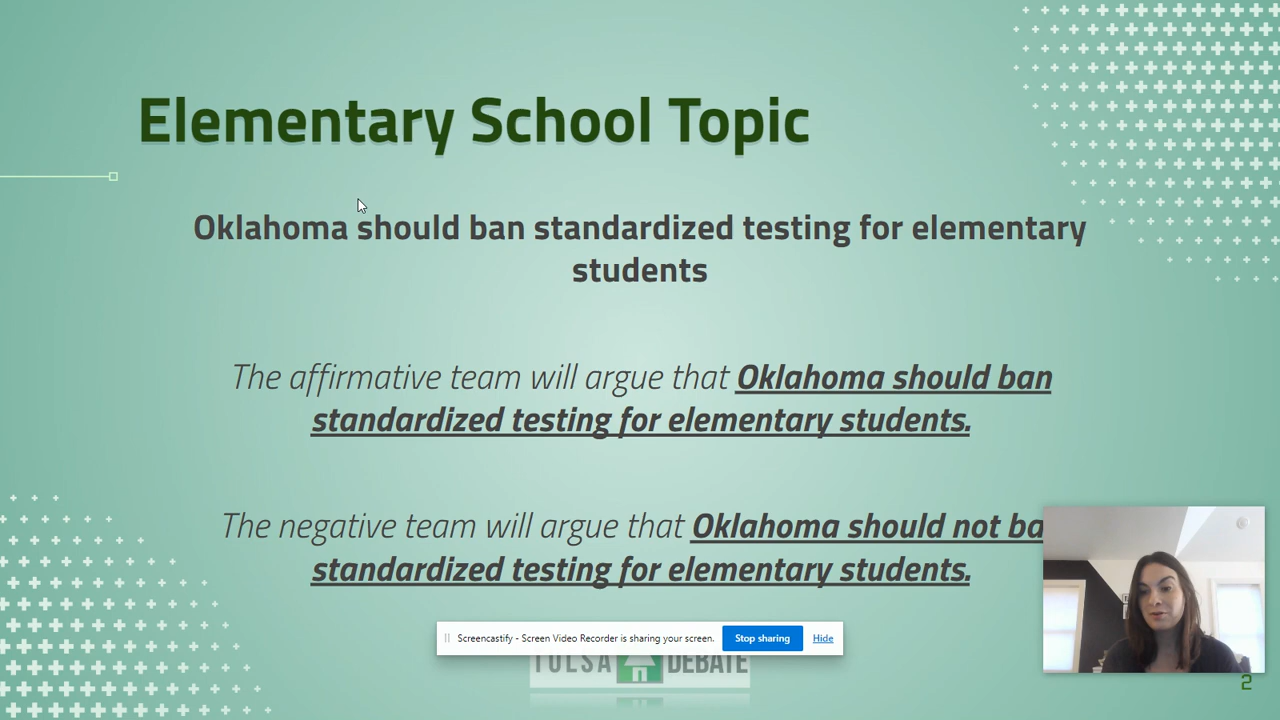 Elementary School Topic
Oklahoma should ban standardized testing for elementary
students
The affirmative team will argue that Oklahoma should ban
standardized testing for elementary students.
The negative team will argue that Oklahoma should not ba
standardized testing for elementary students.
Screencastify - Screen Video Recorder is sharing your screen. Stop sharing Hide
TULSA DEBATE
2